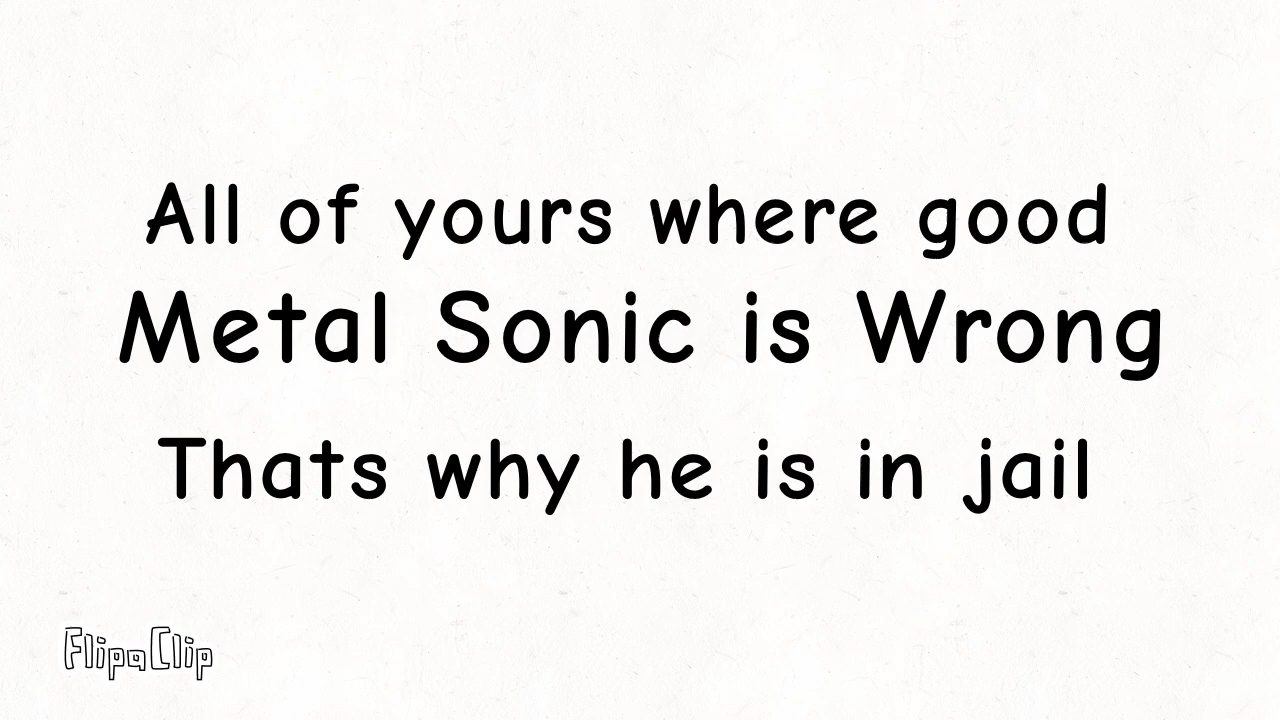 All of yours where good
Metal Sonic is Wrong
Thats why he is in jail
FlipaClip